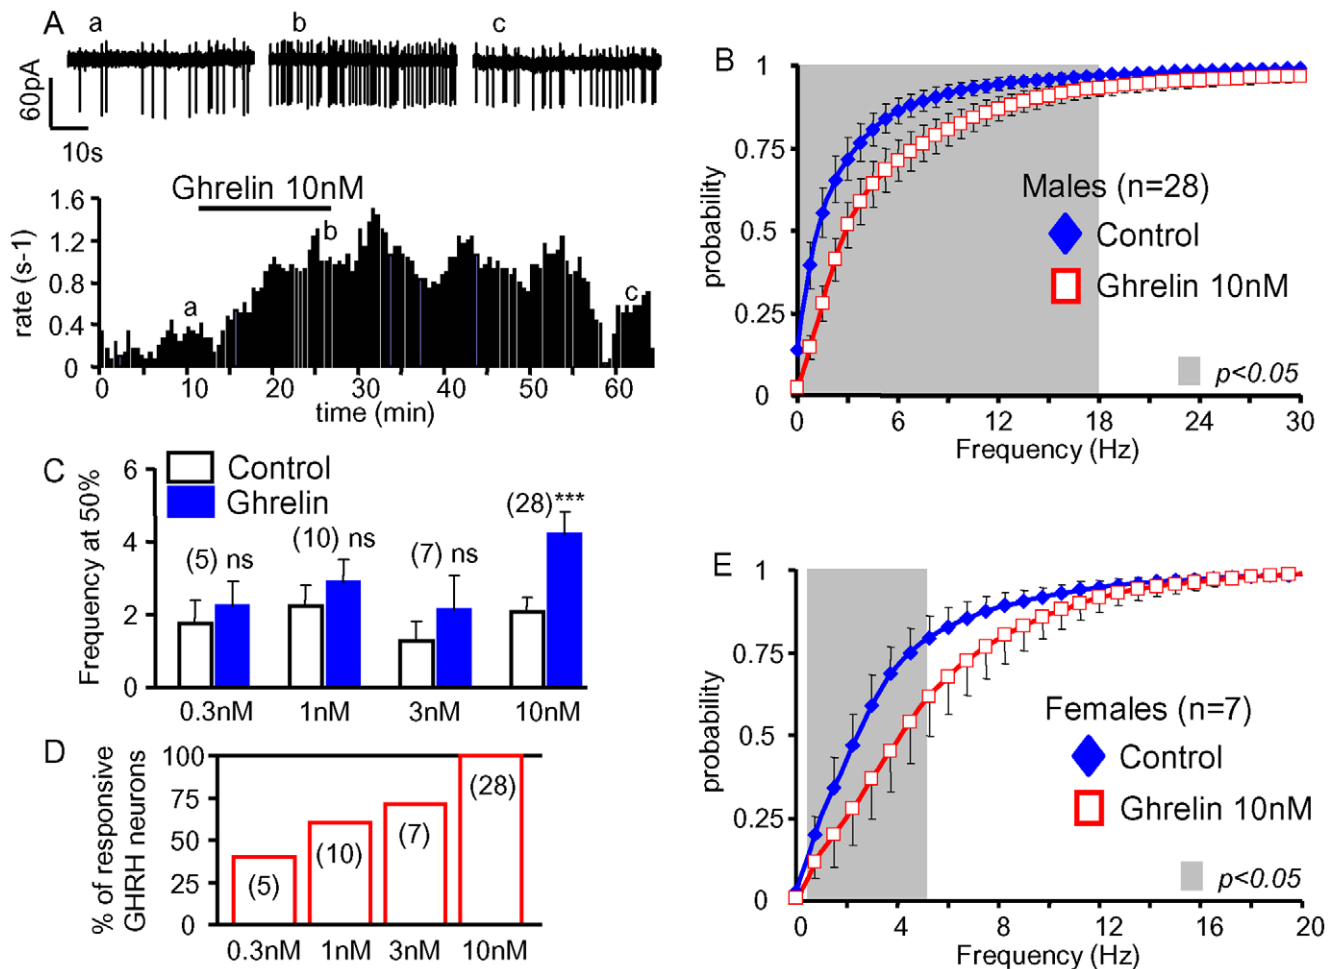 A
a
b
c
60pA
10s
Ghrelin 10nM
rate (s-1)
1.6
1.2
0.8
0.4
0
a
b
c
0 10 20 30 40 50 60
time (min)
B
probability
1
0.75
0.5
0.25
0
Males (n=28)
Control
Ghrelin 10nM
p<0.05
0 6 12 18 24 30
Frequency (Hz)
C
Frequency at 50%
6
4
2
0
Control
Ghrelin
(5) ns
(10) ns
(7) ns
(28)***
0.3nM 1nM 3nM 10nM
D
% of responsive
GHRH neurons
100
75
50
25
0
(5)
(10)
(7)
(28)
0.3nM 1nM 3nM 10nM
E
probability
1
0.75
0.5
0.25
0
Females (n=7)
Control
Ghrelin 10nM
p<0.05
0 4 8 12 16 20
Frequency (Hz)